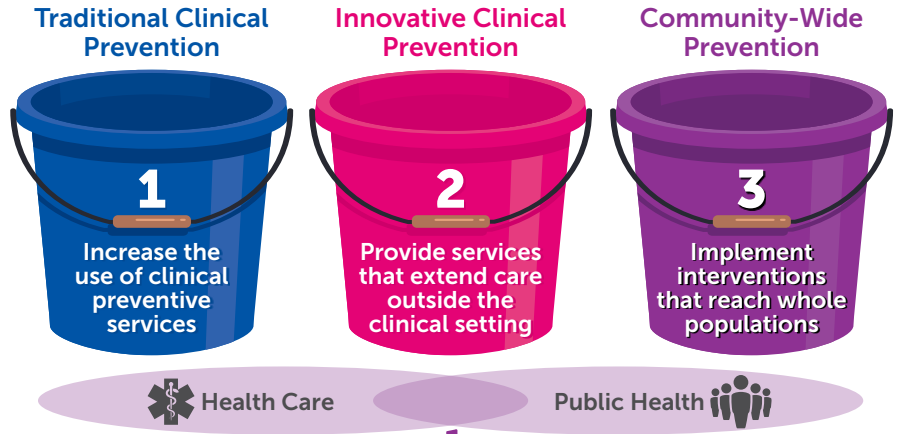 Traditional Clinical
Prevention
Innovative Clinical
Prevention
Community-Wide
Prevention
1
Increase the
use of clinical
preventive
services
2
Provide services
that extend care
outside the
clinical setting
3
Implement
interventions
that reach whole
populations
Health Care
Public Health